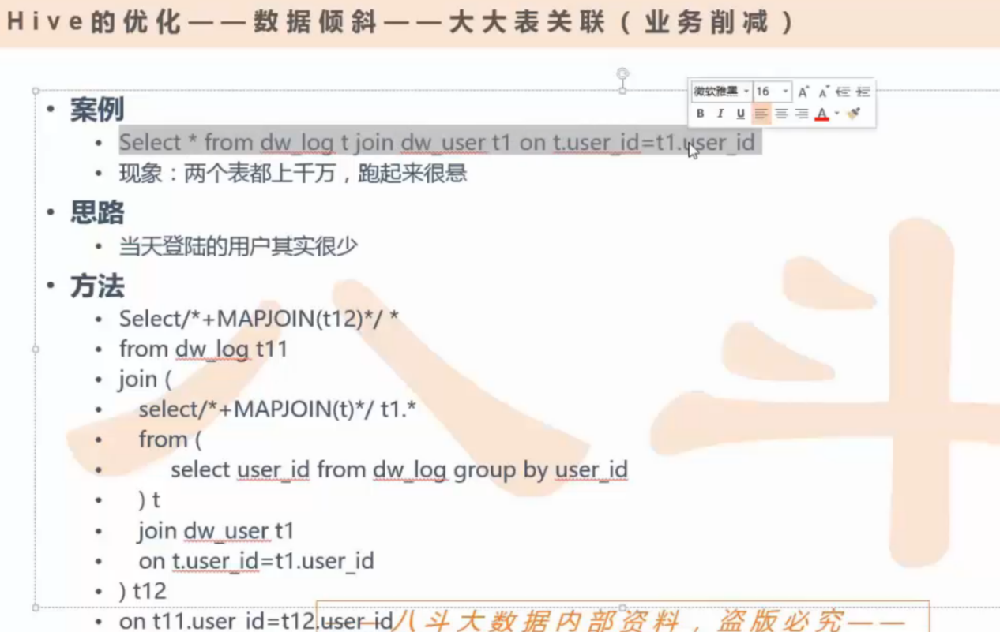 Hive的优化——数据倾斜——大大表关联（业务削减）
微软雅黑 16 A A
B I U A
• 案例
• Select * from dw_log t join dw_user t1 on t.user_id=t1.user_id
• 现象：两个表都上千万，跑起来很悬
• 思路
• 当天登陆的用户其实很少
• 方法
• Select/*+MAPJOIN(t12)*/ *
• from dw_log t11
• join (
• select/*+MAPJOIN(t)*/ t1.*
• from (
• select user_id from dw_log group by user_id
• ) t
• join dw_user t1
• on t.user_id=t1.user_id
• ) t12
• on t11.user_id=t12.user_id
八斗大数据内部资料，盗版必究——
八斗